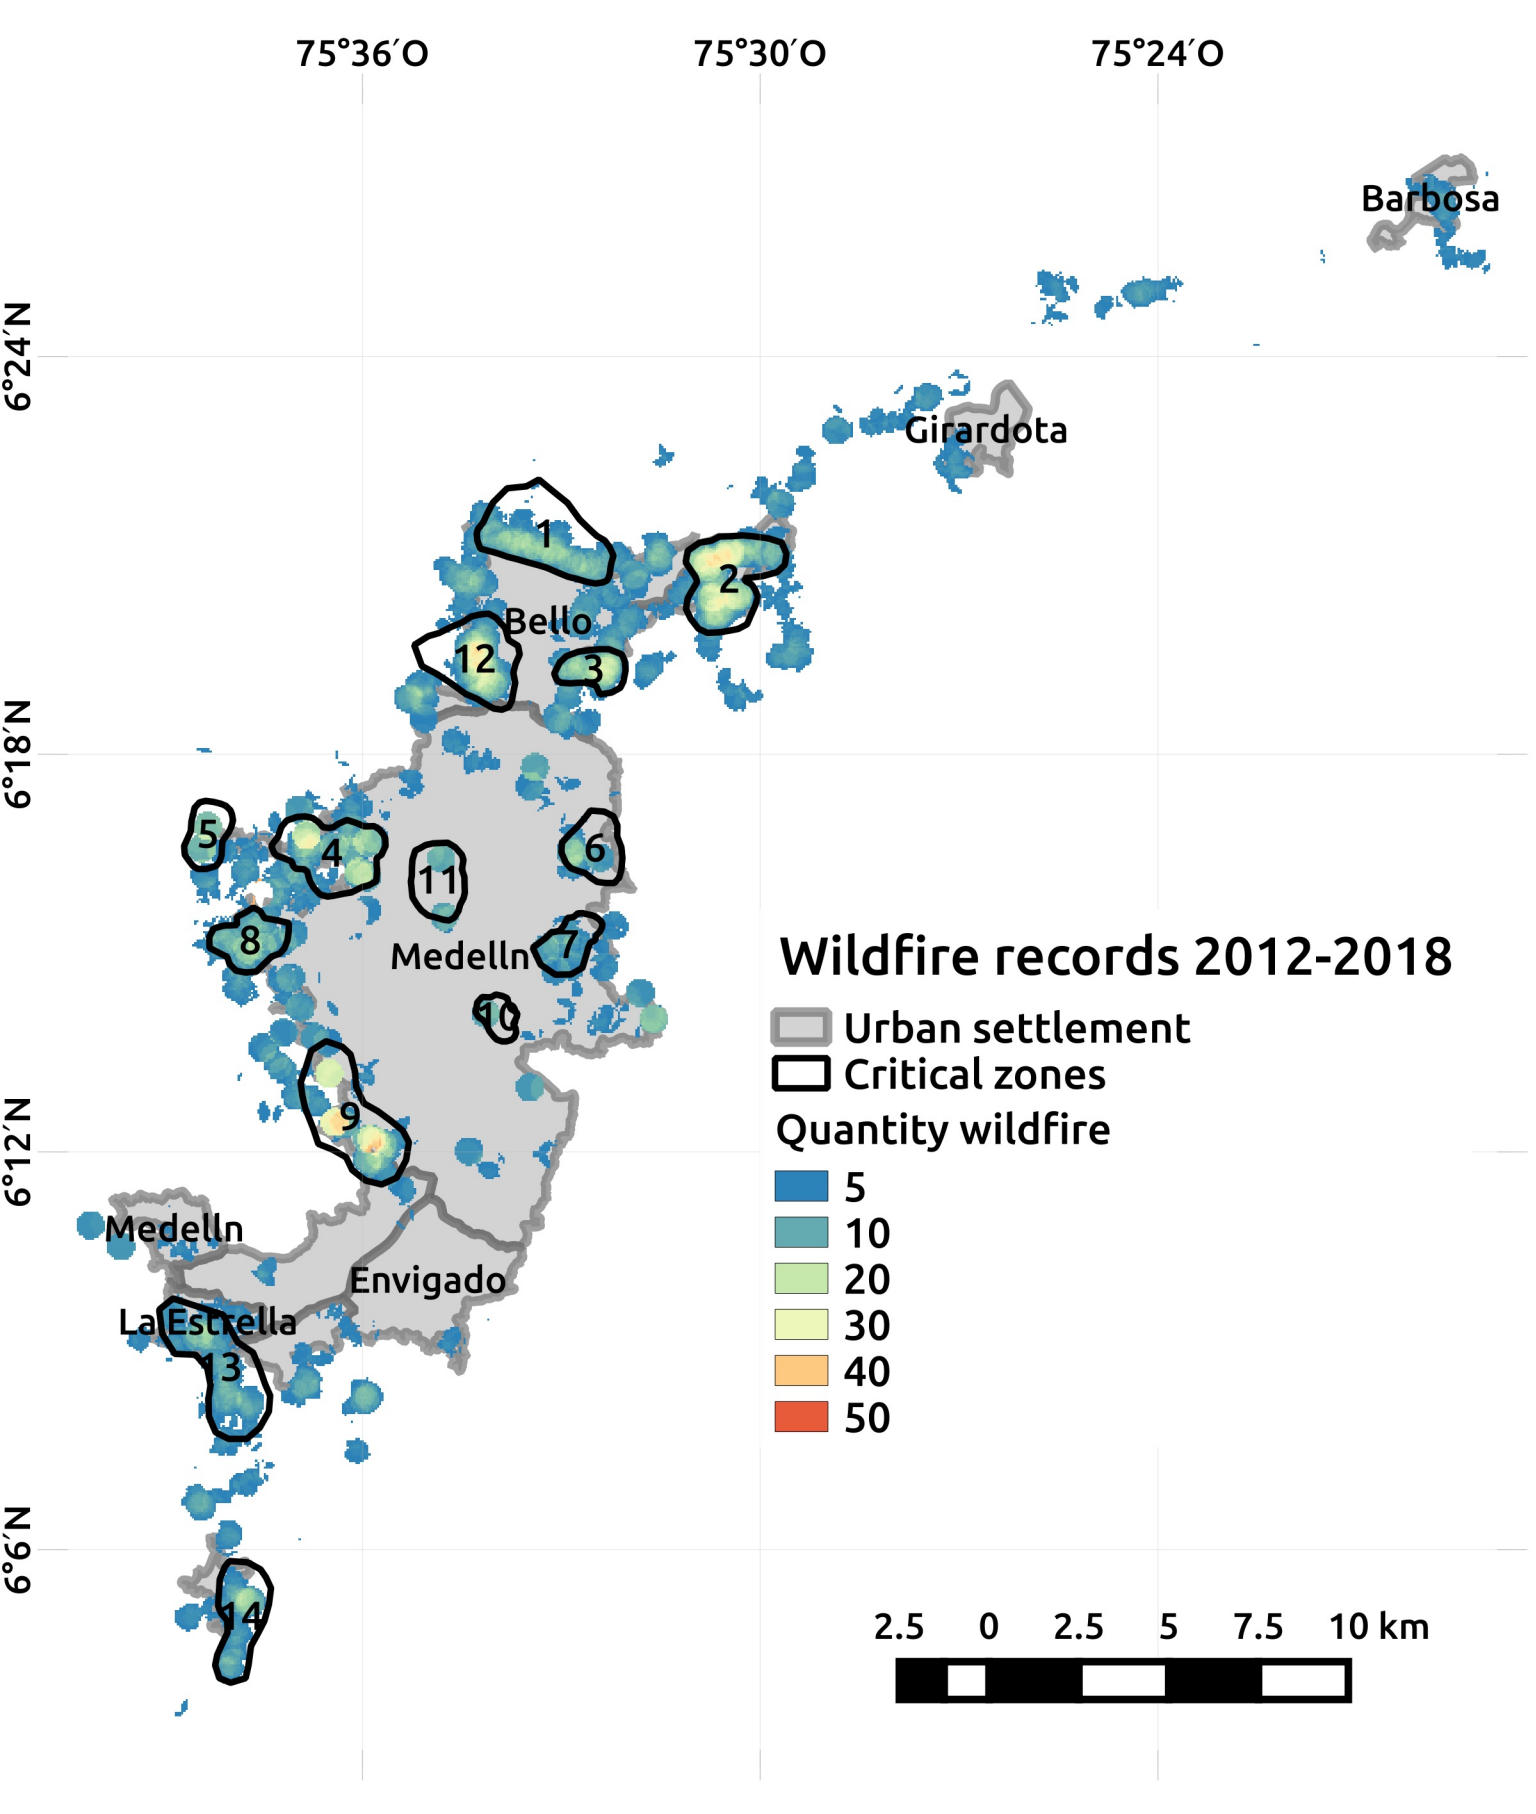 75°36′O 75°30′O 75°24′O
Barbosa
6°24′N
Girardota
1
2
Bello
12
3
6°18′N
5
4
6
11
8
7
Medelln
10
Wildfire records 2012-2018
Urban settlement
Critical zones
9
Quantity wildfire
6°12′N
5
10
20
30
40
50
Medelln
Envigado
La Estrella
13
6°6′N
14
2.5 0 2.5 5 7.5 10 km